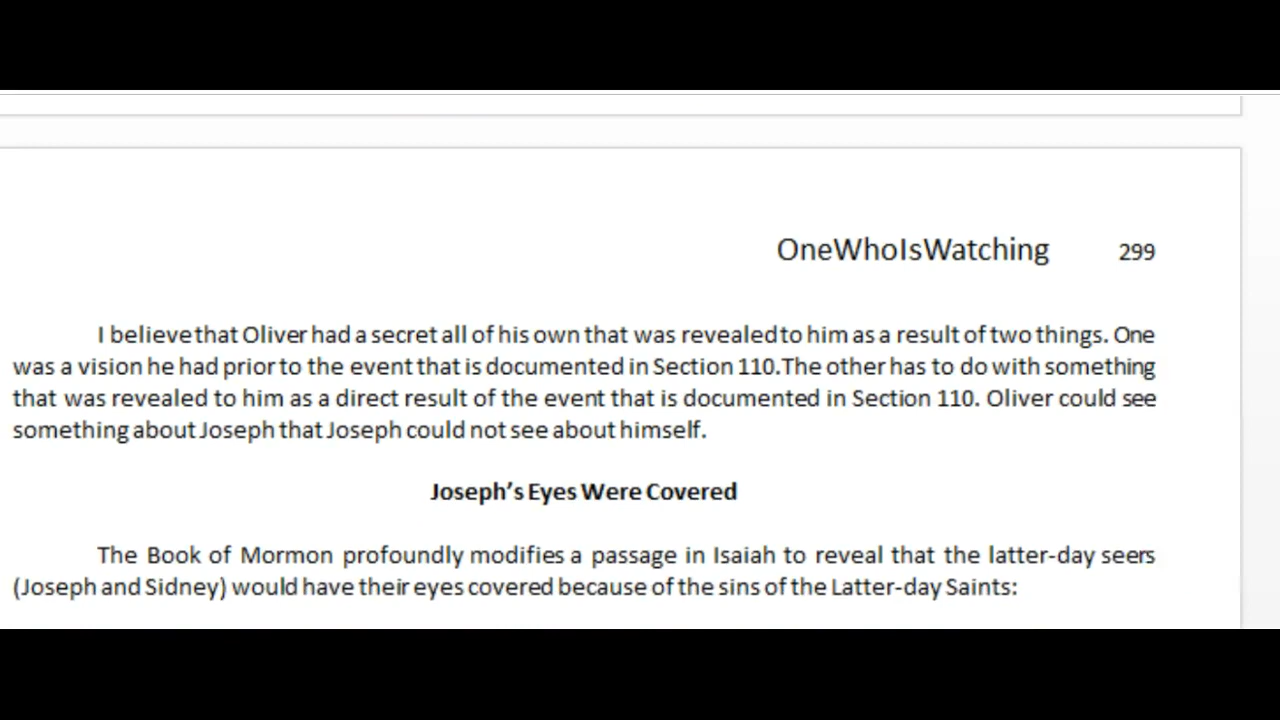 OneWhoIsWatching 299
I believe that Oliver had a secret all of his own that was revealed to him as a result of two things. One
was a vision he had prior to the event that is documented in Section 110.The other has to do with something
that was revealed to him as a direct result of the event that is documented in Section 110. Oliver could see
something about Joseph that Joseph could not see about himself.
Joseph’s Eyes Were Covered
The Book of Mormon profoundly modifies a passage in Isaiah to reveal that the latter-day seers
(Joseph and Sidney) would have their eyes covered because of the sins of the Latter-day Saints: